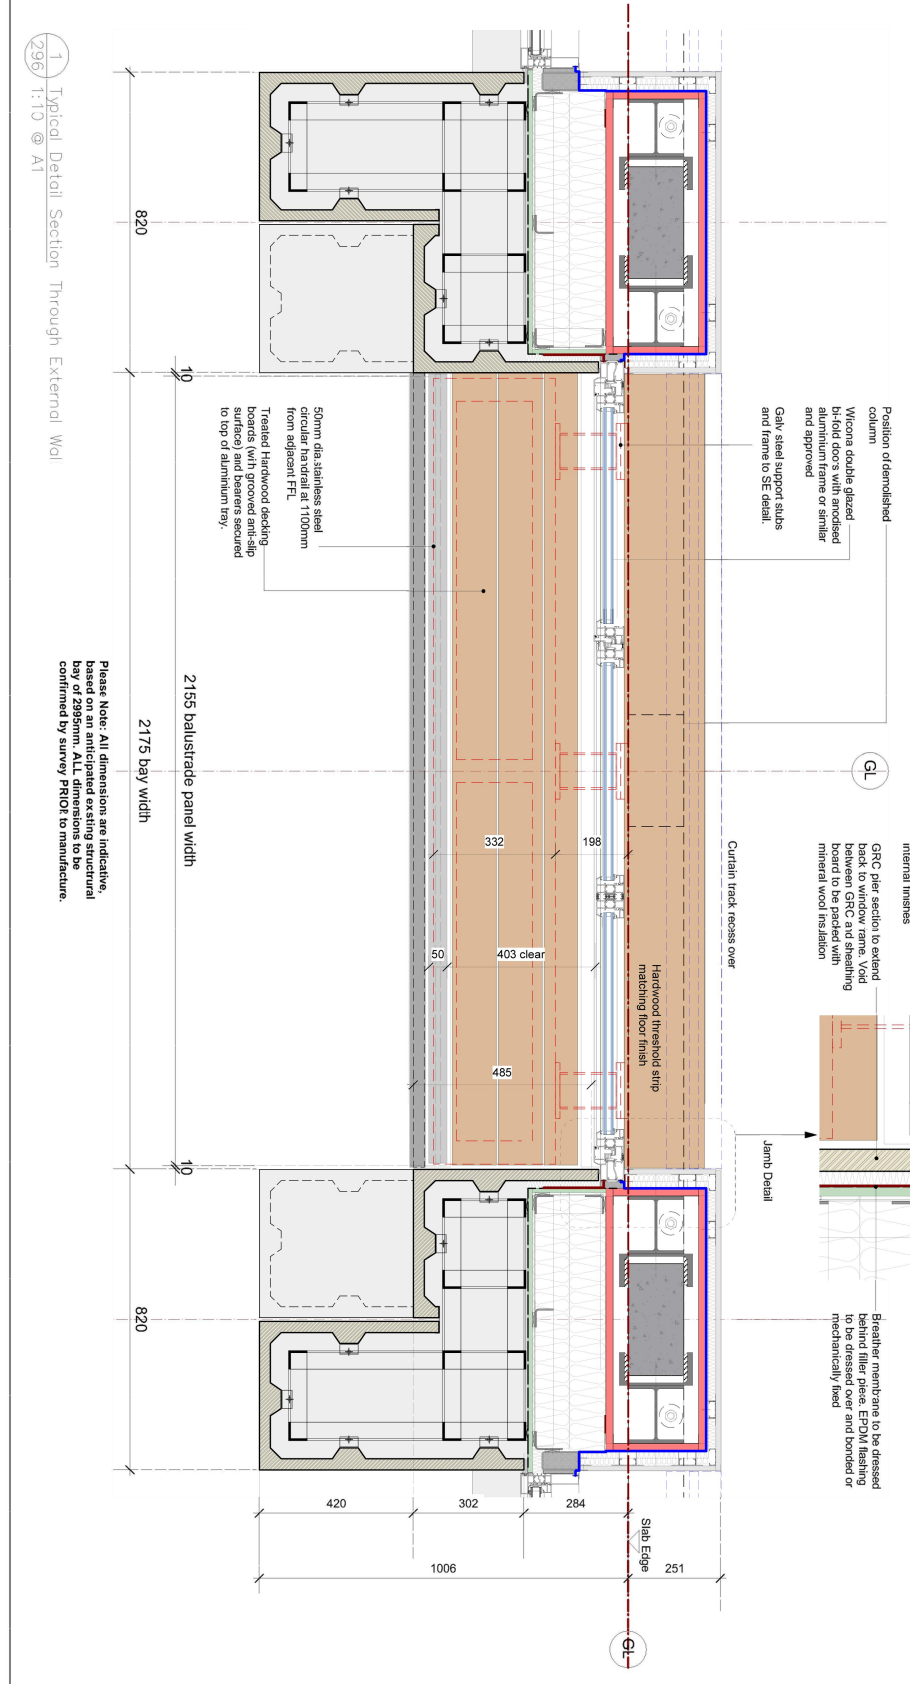 1
296
Typical Detail Section Through External Wall
1:10 @ A1
Position of demolished
column
Wicona double glazed
bi-fold doors with anodised
aluminium frame or similar
and approved
Galv steel support stubs
and frame to SE detail.
50mm dia stainless steel
circular handrail at 1100mm
from adjacent FFL
Treated Hardwood decking
boards (with grooved anti-slip
surface) and bearers secured
to top of aluminium tray.
GL
internal finishes
GRC pier section to extend
back to window frame. Void
between GRC and sheathing
board to be packed with
mineral wool insulation
Curtain track recess over
Hardwood threshold strip
matching floor finish
Jamb Detail
Breather membrane to be dressed
behind filler piece. EPDM flashing
to be dressed over and bonded or
mechanically fixed
Slab Edge
GL
251
284
302
420
1006
198
332
403 clear
50
485
820
10
2155 balustrade panel width
2175 bay width
10
820
Please Note: All dimensions are indicative,
based on an anticipated existing structrural
bay of 2995mm. ALL dimensions to be
confirmed by survey PRIOR to manufacture.